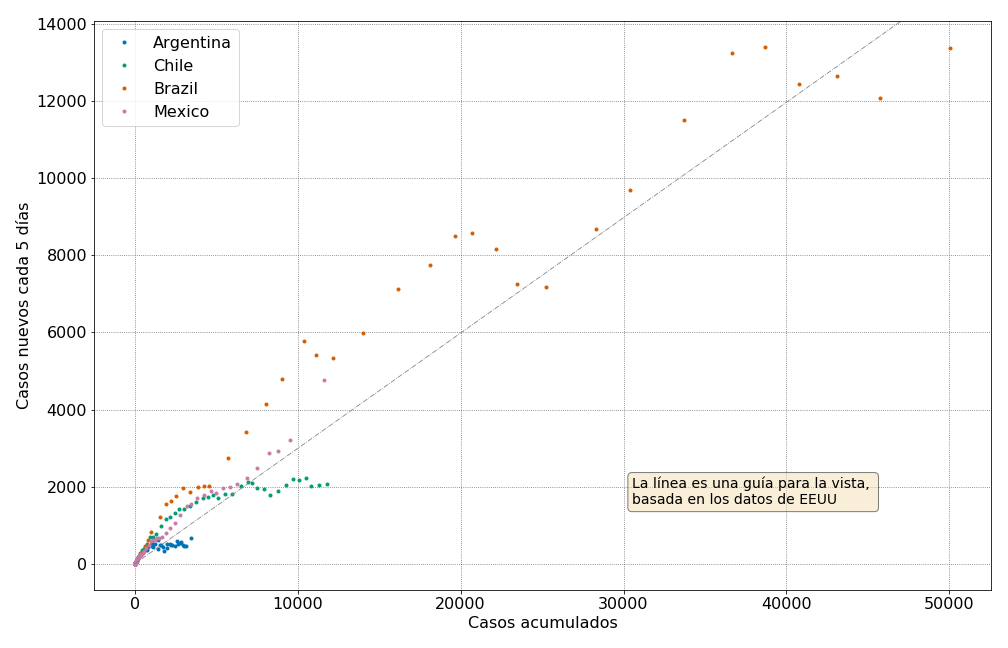 Argentina
Chile
Brazil
Mexico
14000
12000
10000
8000
6000
4000
2000
0
Casos nuevos cada 5 días
La línea es una guía para la vista,
basada en los datos de EEUU
0
10000
20000
30000
40000
50000
Casos acumulados